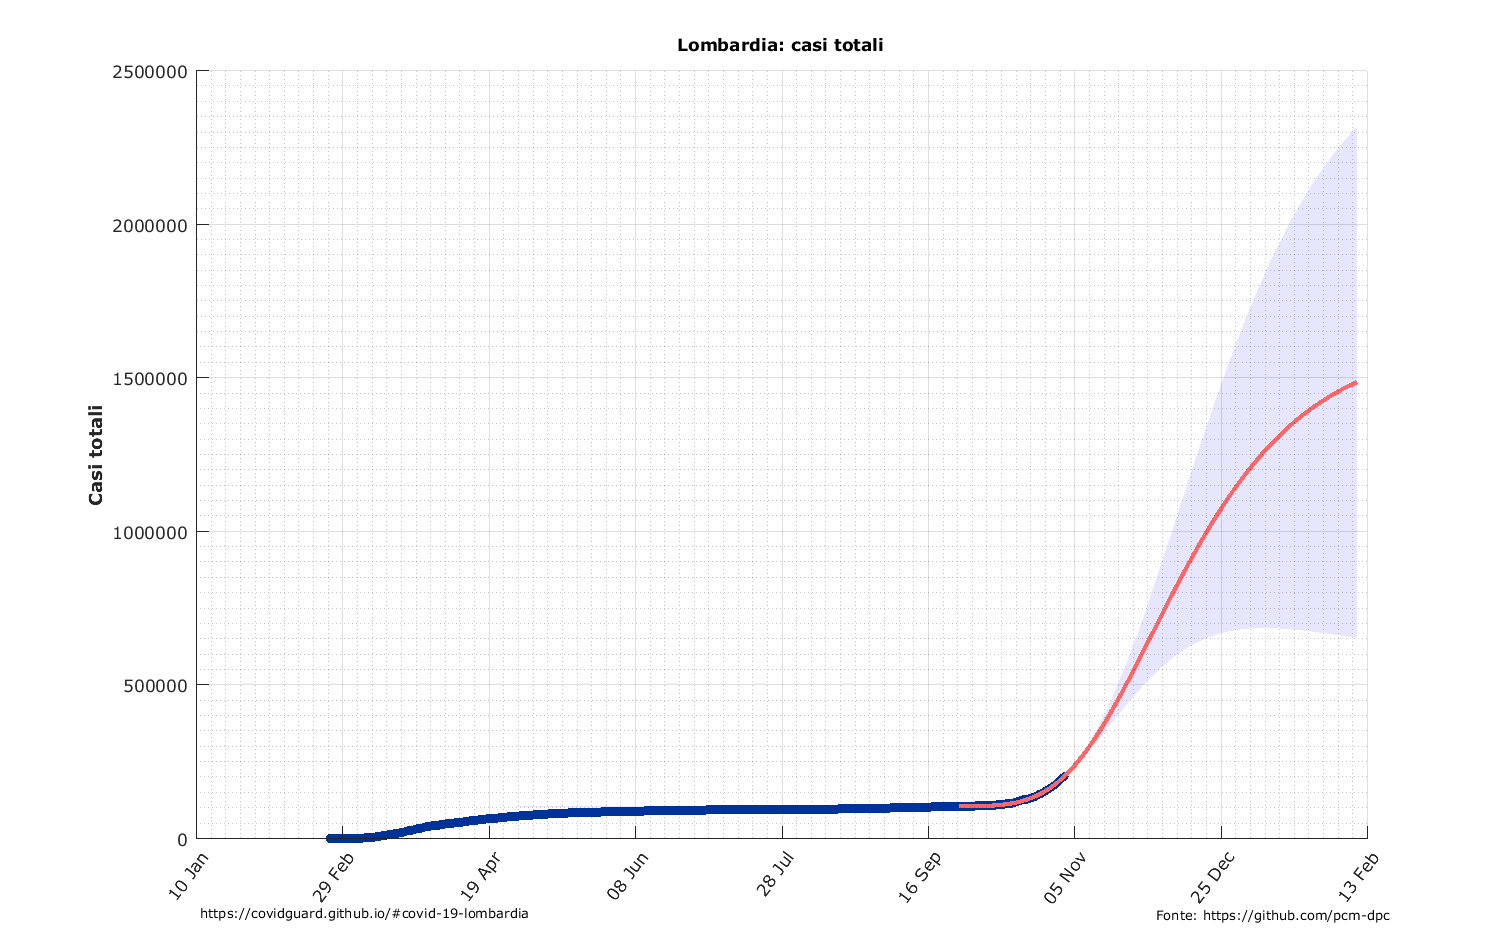 Lombardia: casi totali
2500000
2000000
1500000
1000000
500000
0
Casi totali
10 Jan
29 Feb
19 Apr
08 Jun
28 Jul
16 Sep
05 Nov
25 Dec
13 Feb
https://covidguard.github.io/#covid-19-lombardia
Fonte: https://github.com/pcm-dpc